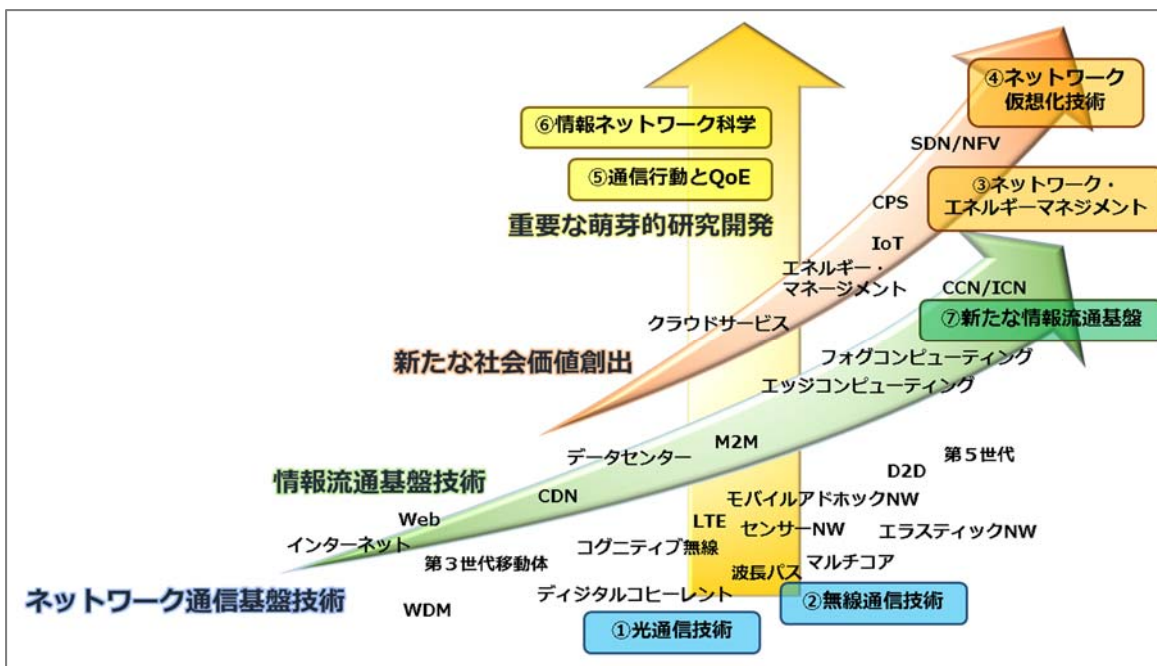 ④ネットワーク
仮想化技術
⑥情報ネットワーク科学
SDN/NFV
⑤通信行動とQoE
③ネットワーク・
エネルギーマネジメント
CPS
重要な萌芽的研究開発
IoT
エネルギー・
マネージメント
CCN/ICN
⑦新たな情報流通基盤
クラウドサービス
新たな社会価値創出
フォグコンピューティング
エッジコンピューティング
M2M
データセンター
第5世代
D2D
情報流通基盤技術
CDN
モバイルアドホックNW
Web
LTE
センサーNW
エラスティックNW
インターネット
コグニティブ無線
第3世代移動体
マルチコア
波長パス
ネットワーク通信基盤技術
ディジタルコヒーレント
②無線通信技術
WDM
①光通信技術